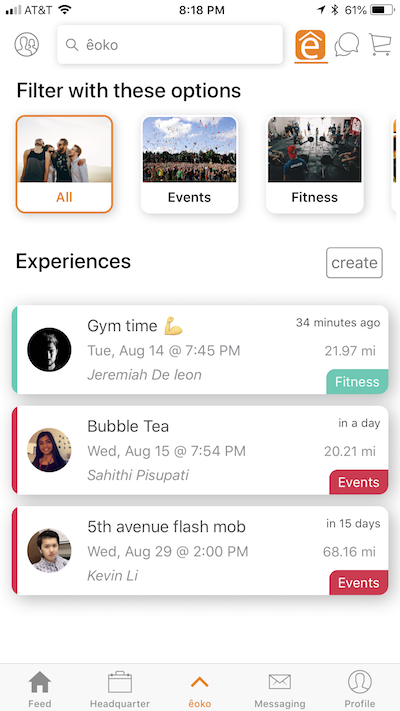 AT&T 8:18 PM 61%
êoko
ê
Filter with these options
All Events Fitness
Experiences create
Gym time 💪 34 minutes ago
Tue, Aug 14 @ 7:45 PM 21.97 mi
Jeremiah De leon Fitness
Bubble Tea in a day
Wed, Aug 15 @ 7:54 PM 20.21 mi
Sahithi Pisupati Events
5th avenue flash mob in 15 days
Wed, Aug 29 @ 2:00 PM 68.16 mi
Kevin Li Events
Feed Headquarter êoko Messaging Profile